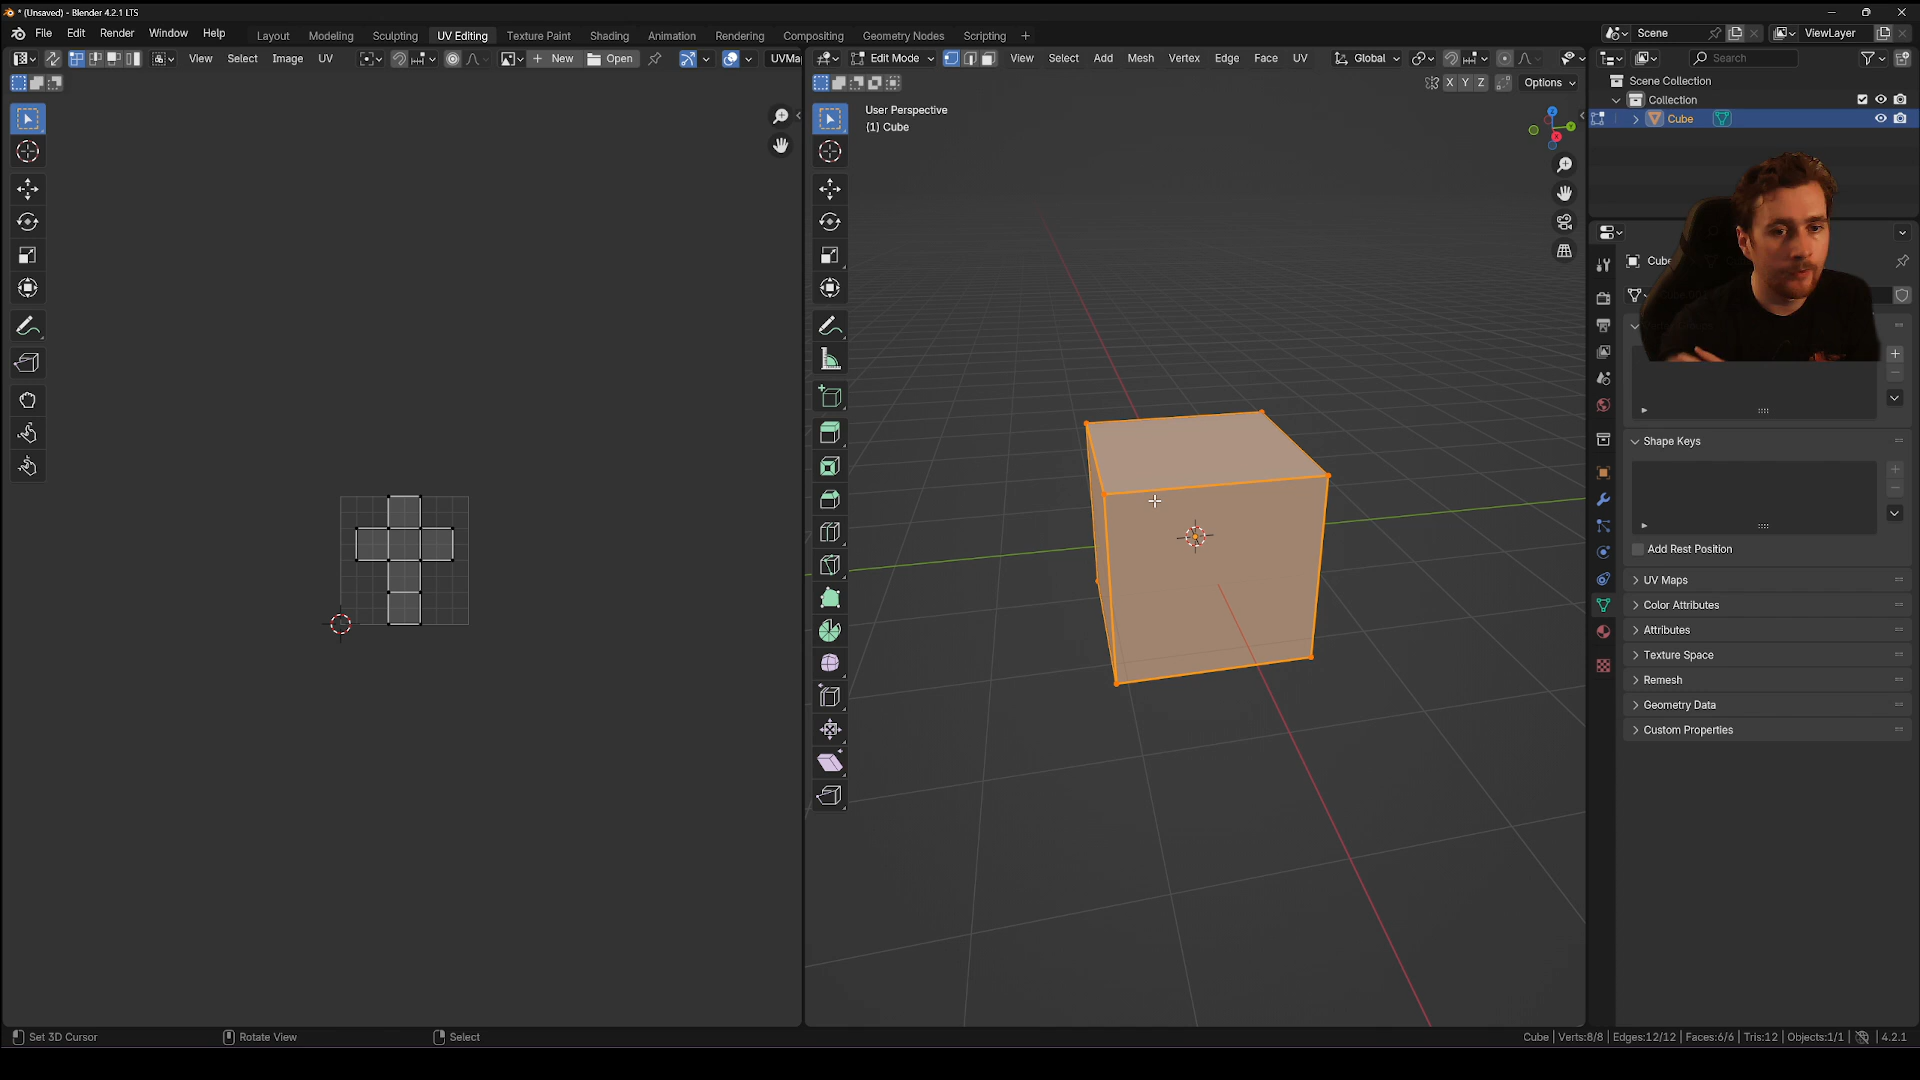 * (Unsaved) - Blender 4.2.1 LTS
File Edit Render Window Help Layout Modeling Sculpting UV Editing Texture Paint Shading Animation Rendering Compositing Geometry Nodes Scripting + Scene ViewLayer
View Select Image UV New Open UVMa Edit Mode View Select Add Mesh Vertex Edge Face UV Global Search
X Y Z Options
Scene Collection
Collection
Cube
User Perspective
(1) Cube
Z
Y
X
Cube
Shape Keys
Add Rest Position
UV Maps
Color Attributes
Attributes
Texture Space
Remesh
Geometry Data
Custom Properties
Set 3D Cursor Rotate View Select Cube | Verts:8/8 | Edges:12/12 | Faces:6/6 | Tris:12 | Objects:1/1 | 4.2.1